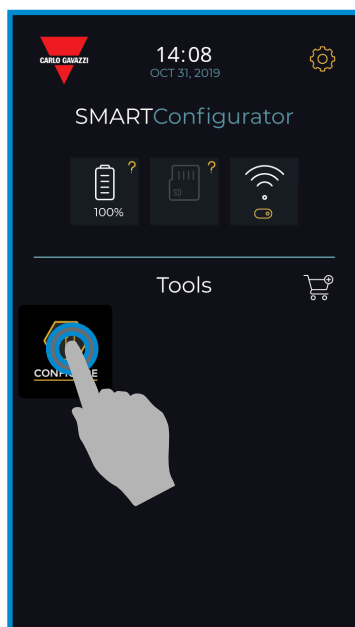 CARLO GAVAZZI
14:08
OCT 31, 2019
SMARTConfigurator
?
?
SD
100%
Tools